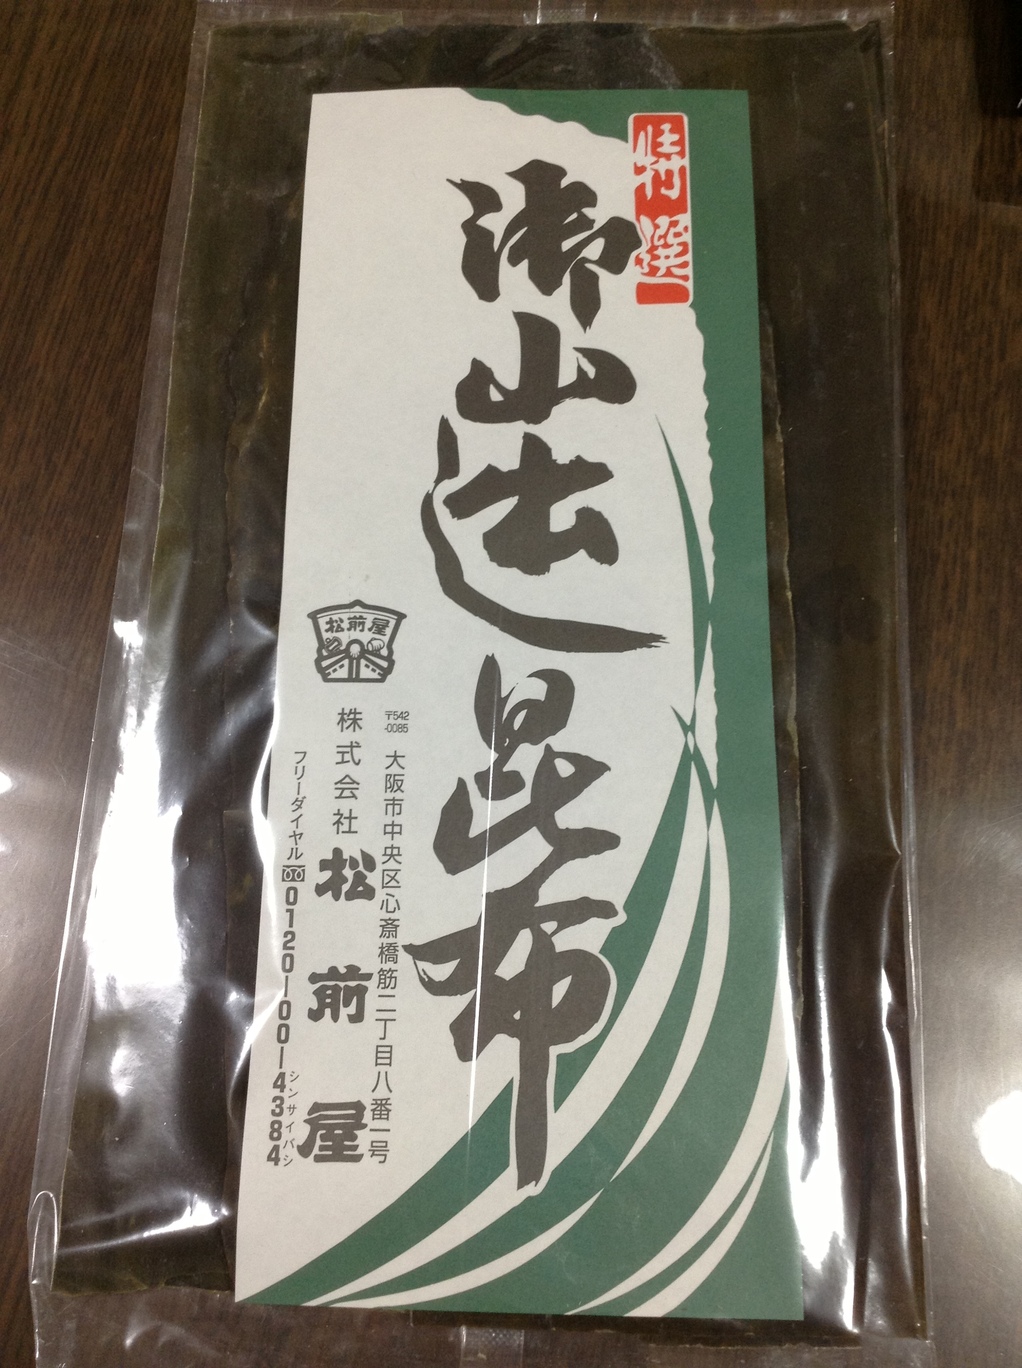 特選
御山出し昆布
松前屋
〒542
-0085
大阪市中央区心斎橋筋二丁目八番一号
株式会社松前屋
フリーダイヤル 0120-00-4384
シンサイバシ